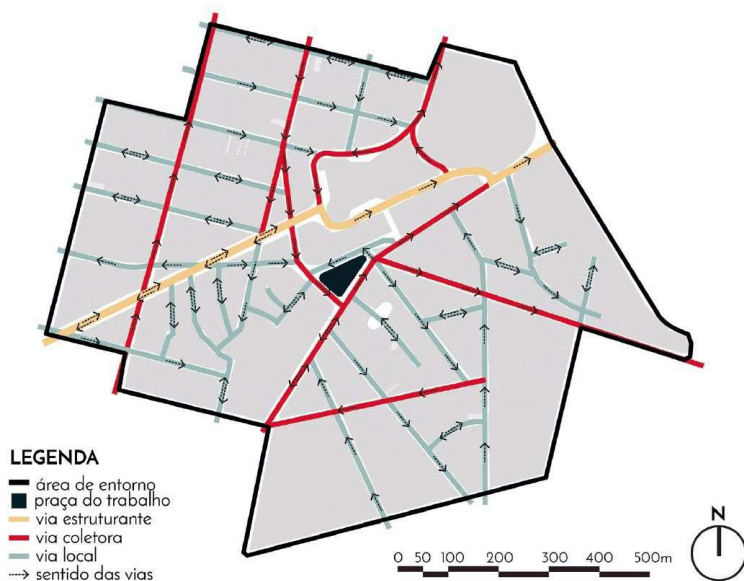 LEGENDA
área de entorno
praça do trabalho
via estruturante
via coletora
via local
sentido das vias
0 50 100 200 300 400 500m
N